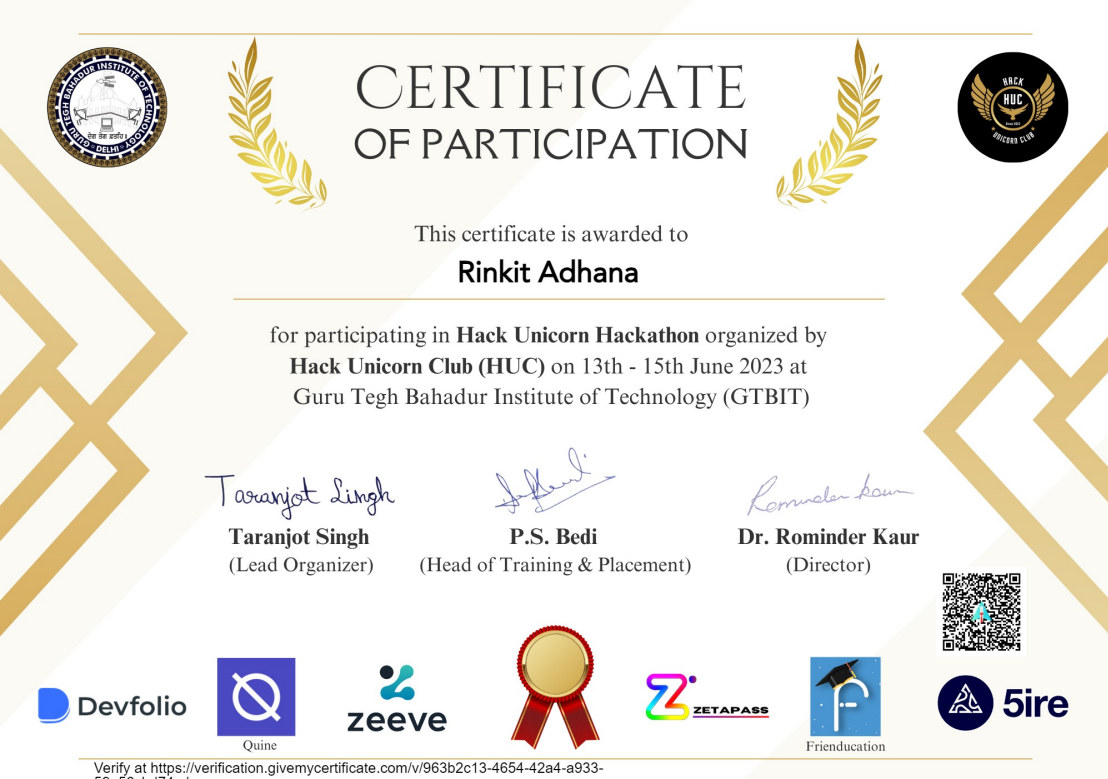 GURU TEGH BAHADUR INSTITUTE OF TECHNOLOGY
ਦੇਗ ਤੇਗ ਫ਼ਤਹਿ ॥
• DELHI •
CERTIFICATE
OF PARTICIPATION
HACK
HUC
UNICORN CLUB
This certificate is awarded to
Rinkit Adhana
for participating in Hack Unicorn Hackathon organized by
Hack Unicorn Club (HUC) on 13th - 15th June 2023 at
Guru Tegh Bahadur Institute of Technology (GTBIT)
Taranjot Singh
Rominder kaur
Taranjot Singh
P.S. Bedi
Dr. Rominder Kaur
(Lead Organizer)
(Head of Training & Placement)
(Director)
Devfolio
Quine
zeeve
Z
ZETAPASS
F
Frienducation
5ire
Verify at https://verification.givemycertificate.com/v/963b2c13-4654-42a4-a933-